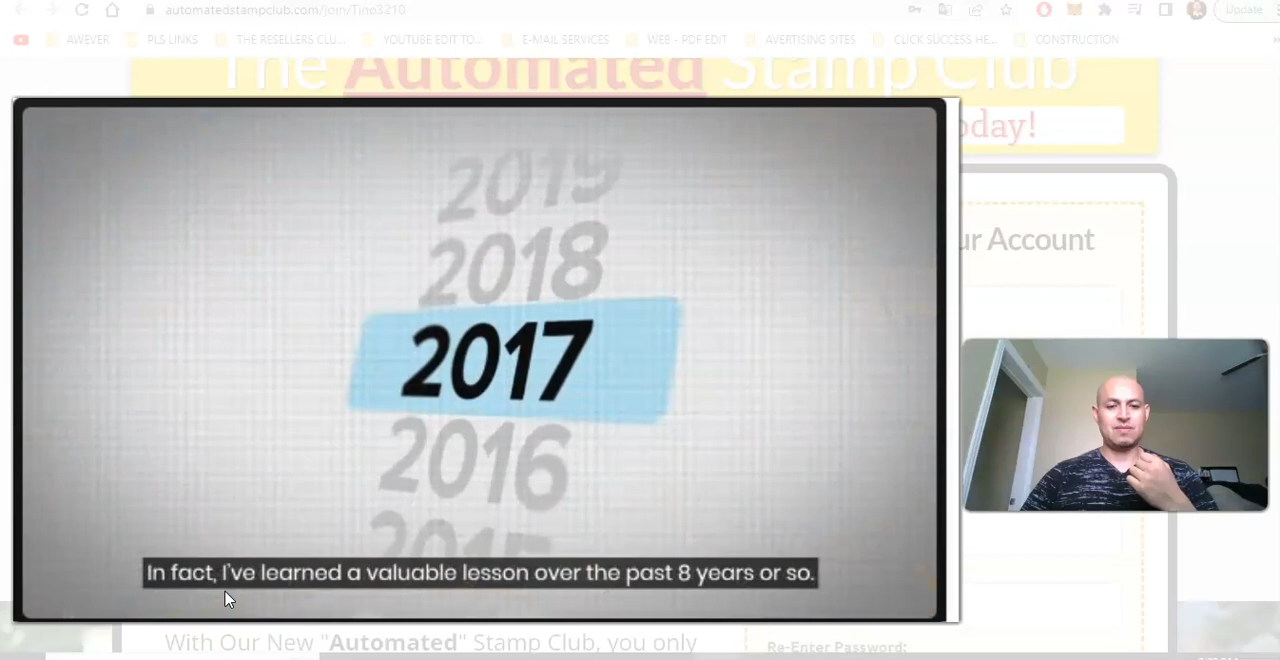 automatedstampclub.com/join/Tino3210
Update
AWEVER
PLS LINKS
THE RESELLERS CLU...
YOUTUBE EDIT TO...
E-MAIL SERVICES
WEB - PDF EDIT
AVERTISING SITES
CLICK SUCCESS HE...
CONSTRUCTION
The Automated Stamp Club
oday!
2019
2018
ur Account
2017
2016
2015
In fact, I've learned a valuable lesson over the past 8 years or so.
With Our New "Automated" Stamp Club, you only
Re-Enter Password: